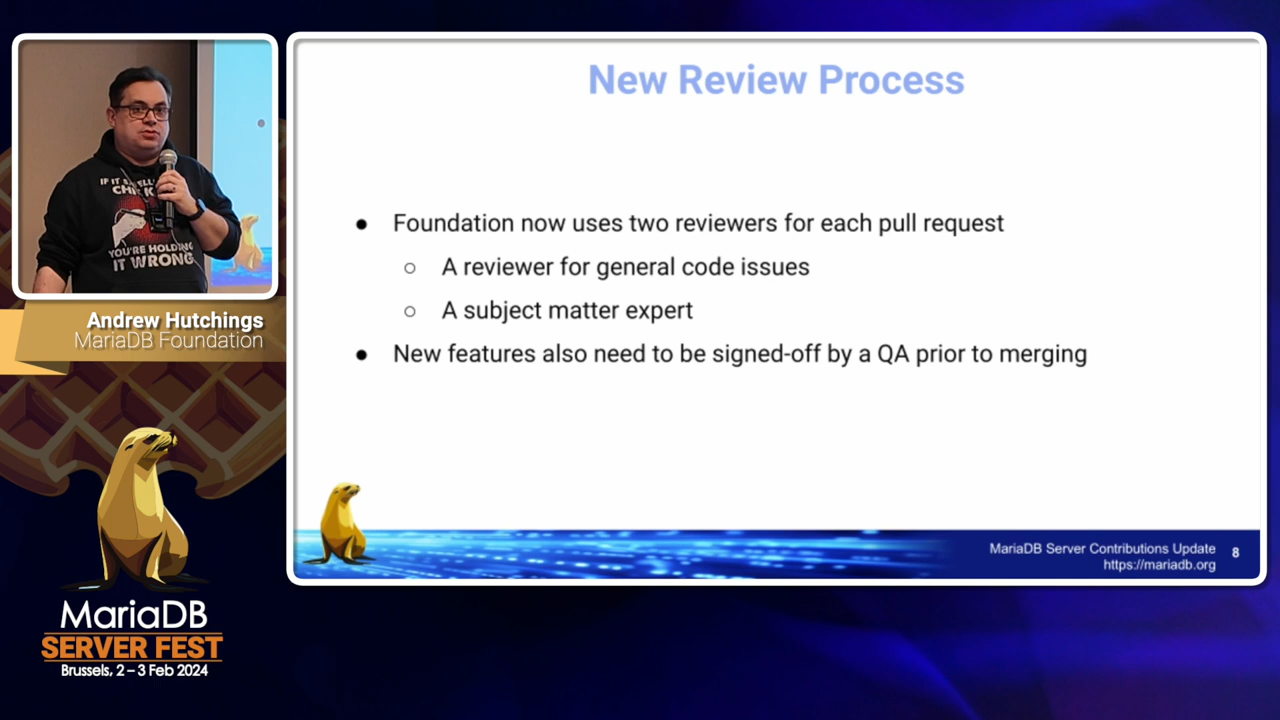 New Review Process
● Foundation now uses two reviewers for each pull request
○ A reviewer for general code issues
○ A subject matter expert
● New features also need to be signed-off by a QA prior to merging
MariaDB Server Contributions Update
https://mariadb.org
8
IF IT
YOU'RE HOLDING
IT WRONG
Andrew Hutchings
MariaDB Foundation
MariaDB
SERVER FEST
Brussels, 2 – 3 Feb 2024